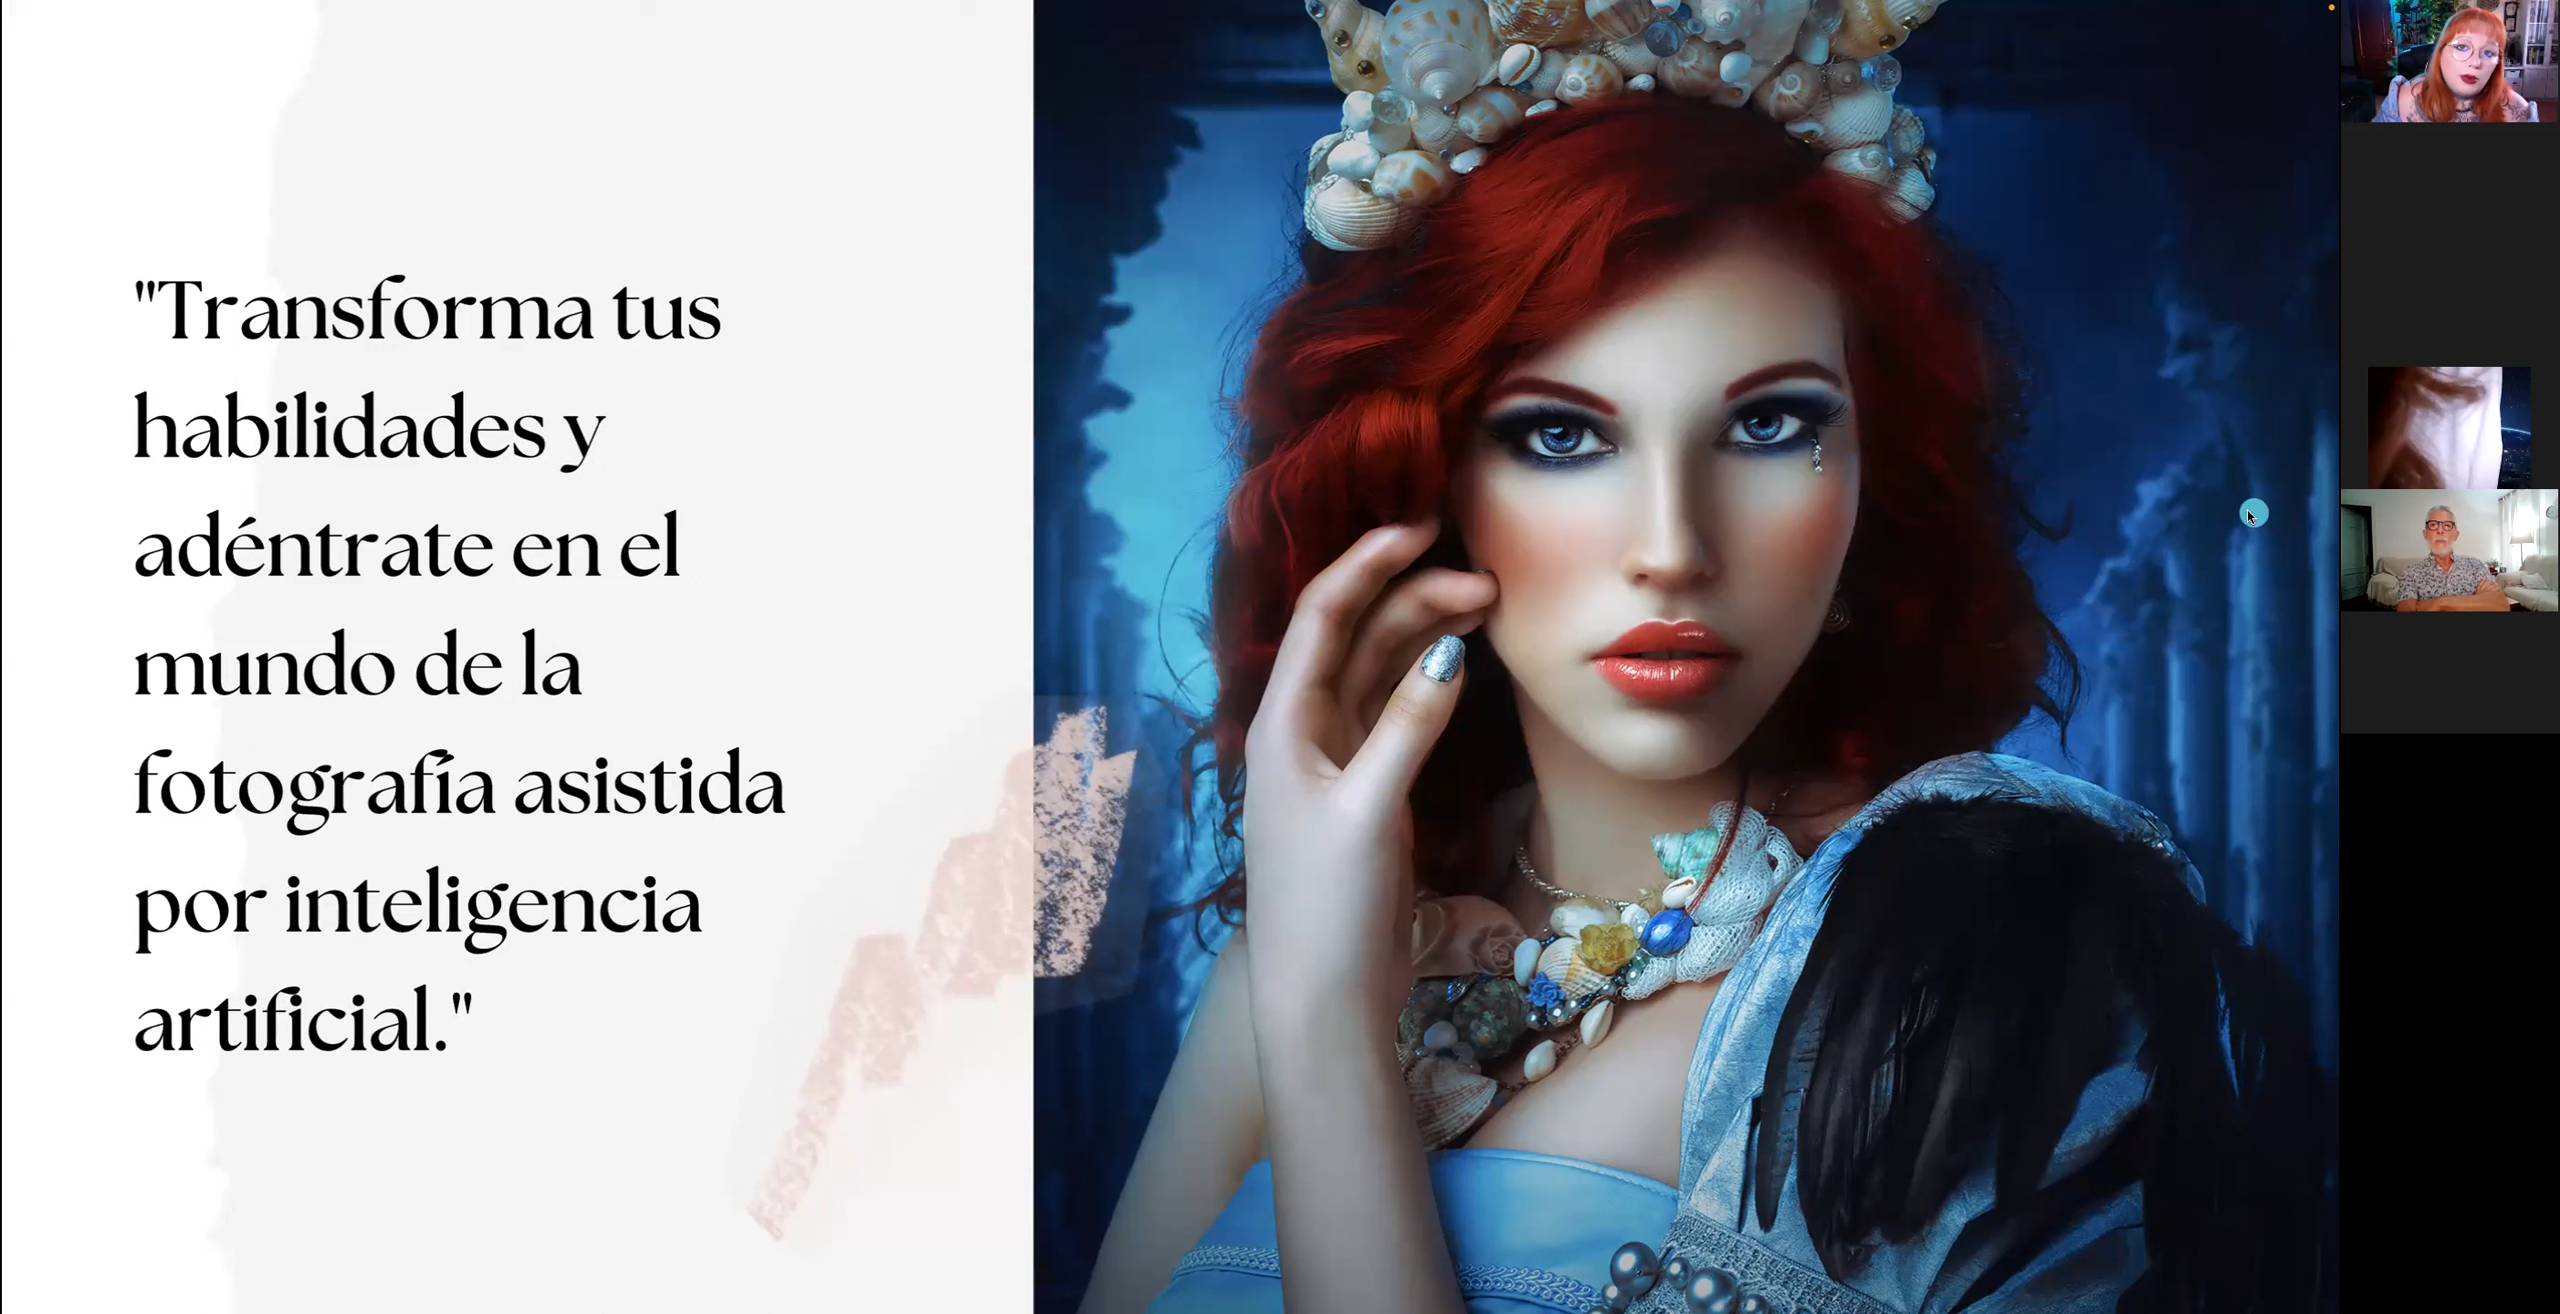 "Transforma tus
habilidades y
adéntrate en el
mundo de la
fotografía asistida
por inteligencia
artificial."